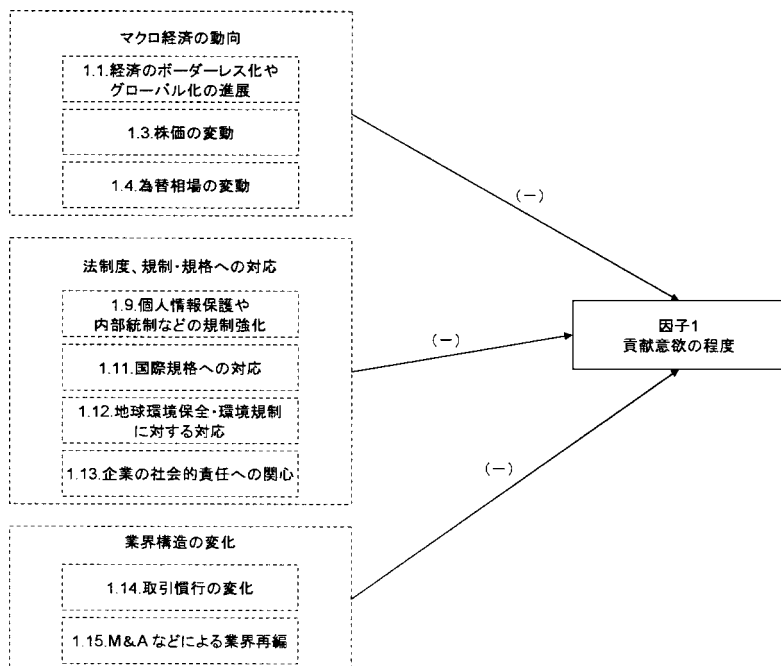 マクロ経済の動向
1.1.経済のボーダーレス化や
グローバル化の進展
1.3.株価の変動
1.4.為替相場の変動
(－)
法制度、規制・規格への対応
1.9.個人情報保護や
内部統制などの規制強化
1.11.国際規格への対応
1.12.地球環境保全・環境規制
に対する対応
1.13.企業の社会的責任への関心
(－)
因子1
貢献意欲の程度
(－)
業界構造の変化
1.14.取引慣行の変化
1.15.M&Aなどによる業界再編